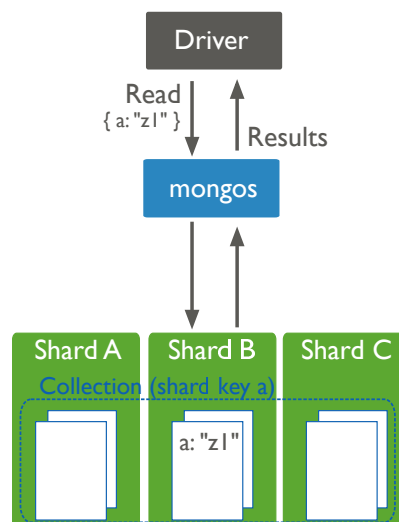 Driver
Read
{ a: "z1" }
Results
mongos
Shard A
Shard B
Shard C
Collection (shard key a)
a: "z1"